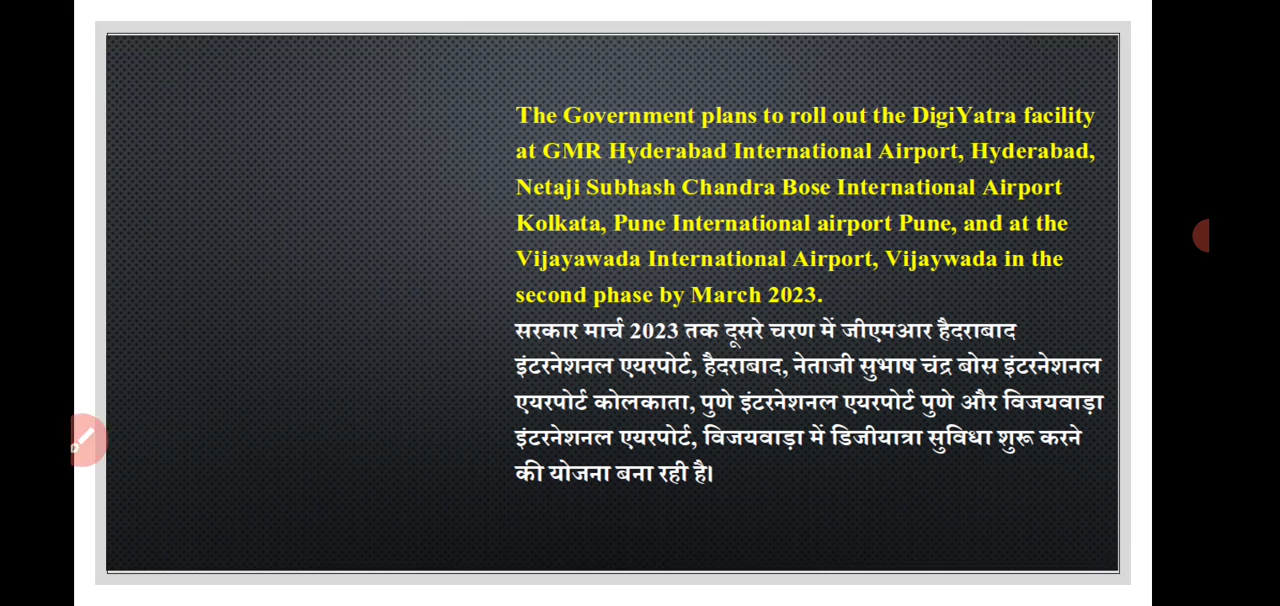 The Government plans to roll out the DigiYatra facility
at GMR Hyderabad International Airport, Hyderabad,
Netaji Subhash Chandra Bose International Airport
Kolkata, Pune International airport Pune, and at the
Vijayawada International Airport, Vijaywada in the
second phase by March 2023.
सरकार मार्च 2023 तक दूसरे चरण में जीएमआर हैदराबाद
इंटरनेशनल एयरपोर्ट, हैदराबाद, नेताजी सुभाष चंद्र बोस इंटरनेशनल
एयरपोर्ट कोलकाता, पुणे इंटरनेशनल एयरपोर्ट पुणे और विजयवाड़ा
इंटरनेशनल एयरपोर्ट, विजयवाड़ा में डिजीयात्रा सुविधा शुरू करने
की योजना बना रही है।